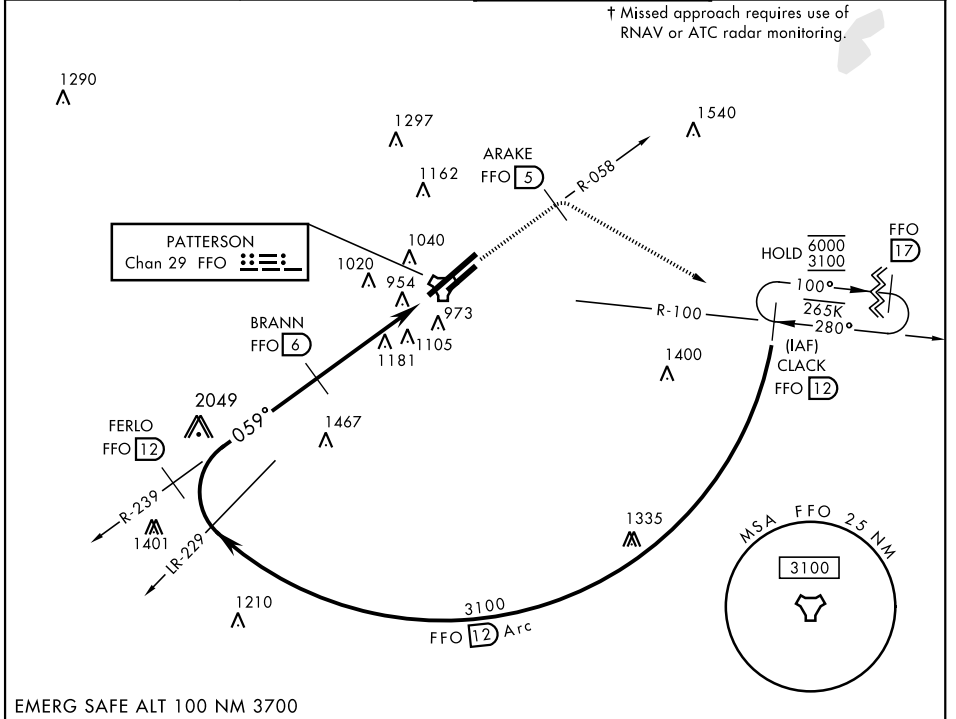 † Missed approach requires use of
RNAV or ATC radar monitoring.
1290
1297
1540
ARAKE
FFO 5
R-058
1162
PATTERSON
Chan 29 FFO
1040
1020
954
973
HOLD 6000
3100
FFO
17
100°
265K
280°
R-100
(IAF)
CLACK
FFO 12
BRANN
FFO 6
1181
1105
1400
2049
059°
1467
FERLO
FFO 12
R-239
1401
LR-229
1335
1210
3100
FFO 12 Arc
MSA FFO 25 NM
3100
EMERG SAFE ALT 100 NM 3700